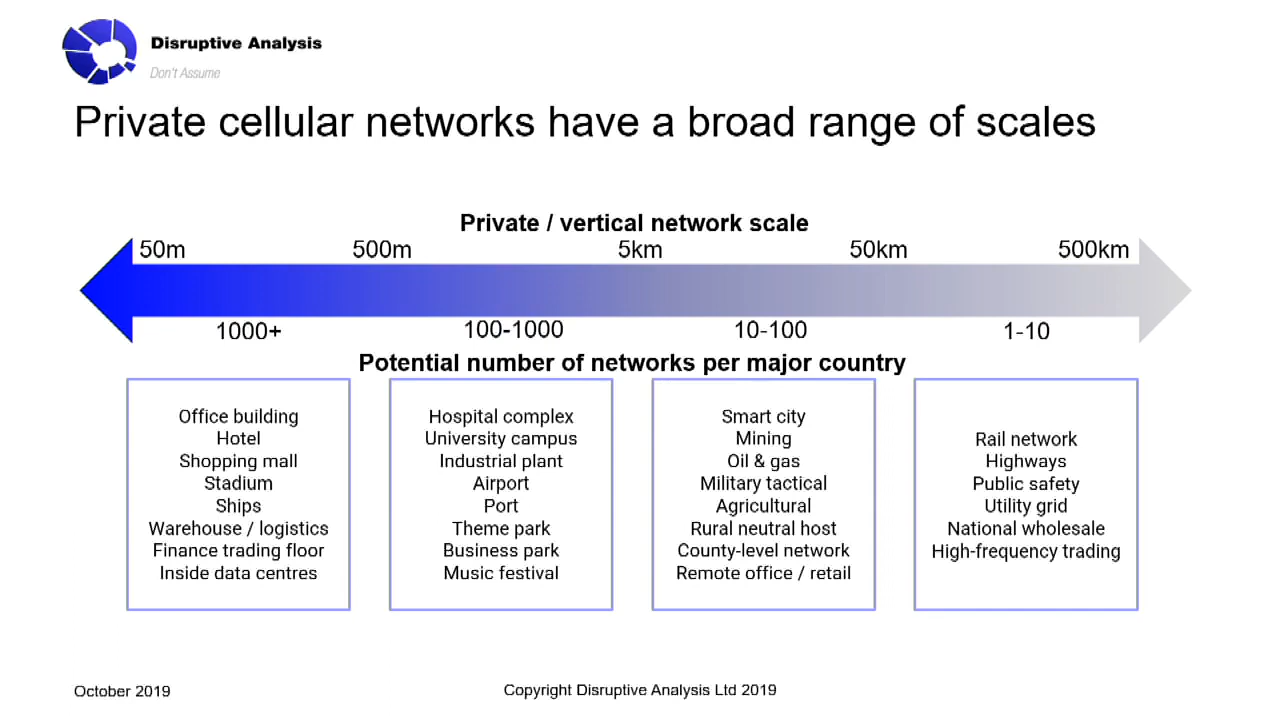 Disruptive Analysis
Don't Assume
Private cellular networks have a broad range of scales
Private / vertical network scale
50m 500m 5km 50km 500km
1000+ 100-1000 10-100 1-10
Potential number of networks per major country
Office building
Hotel
Shopping mall
Stadium
Ships
Warehouse / logistics
Finance trading floor
Inside data centres
Hospital complex
University campus
Industrial plant
Airport
Port
Theme park
Business park
Music festival
Smart city
Mining
Oil & gas
Military tactical
Agricultural
Rural neutral host
County-level network
Remote office / retail
Rail network
Highways
Public safety
Utility grid
National wholesale
High-frequency trading
October 2019
Copyright Disruptive Analysis Ltd 2019